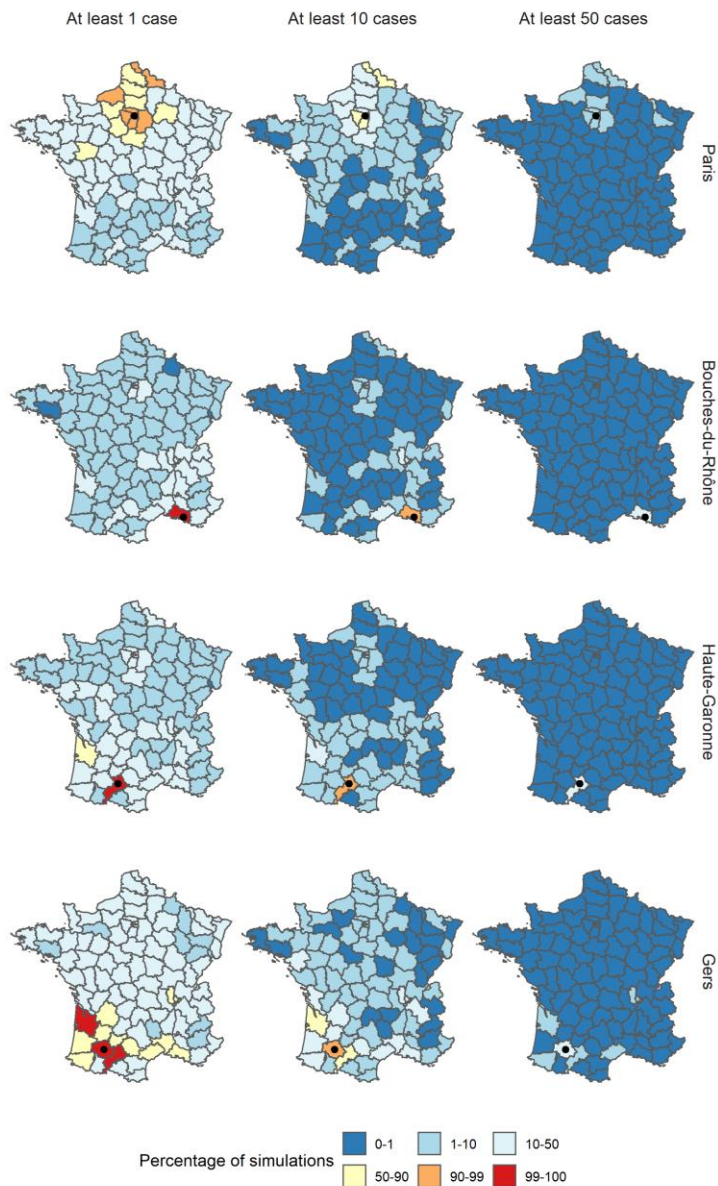 At least 1 case At least 10 cases At least 50 cases
Paris
Bouches-du-Rhône
Haute-Garonne
Gers
Percentage of simulations
0-1 1-10 10-50
50-90 90-99 99-100